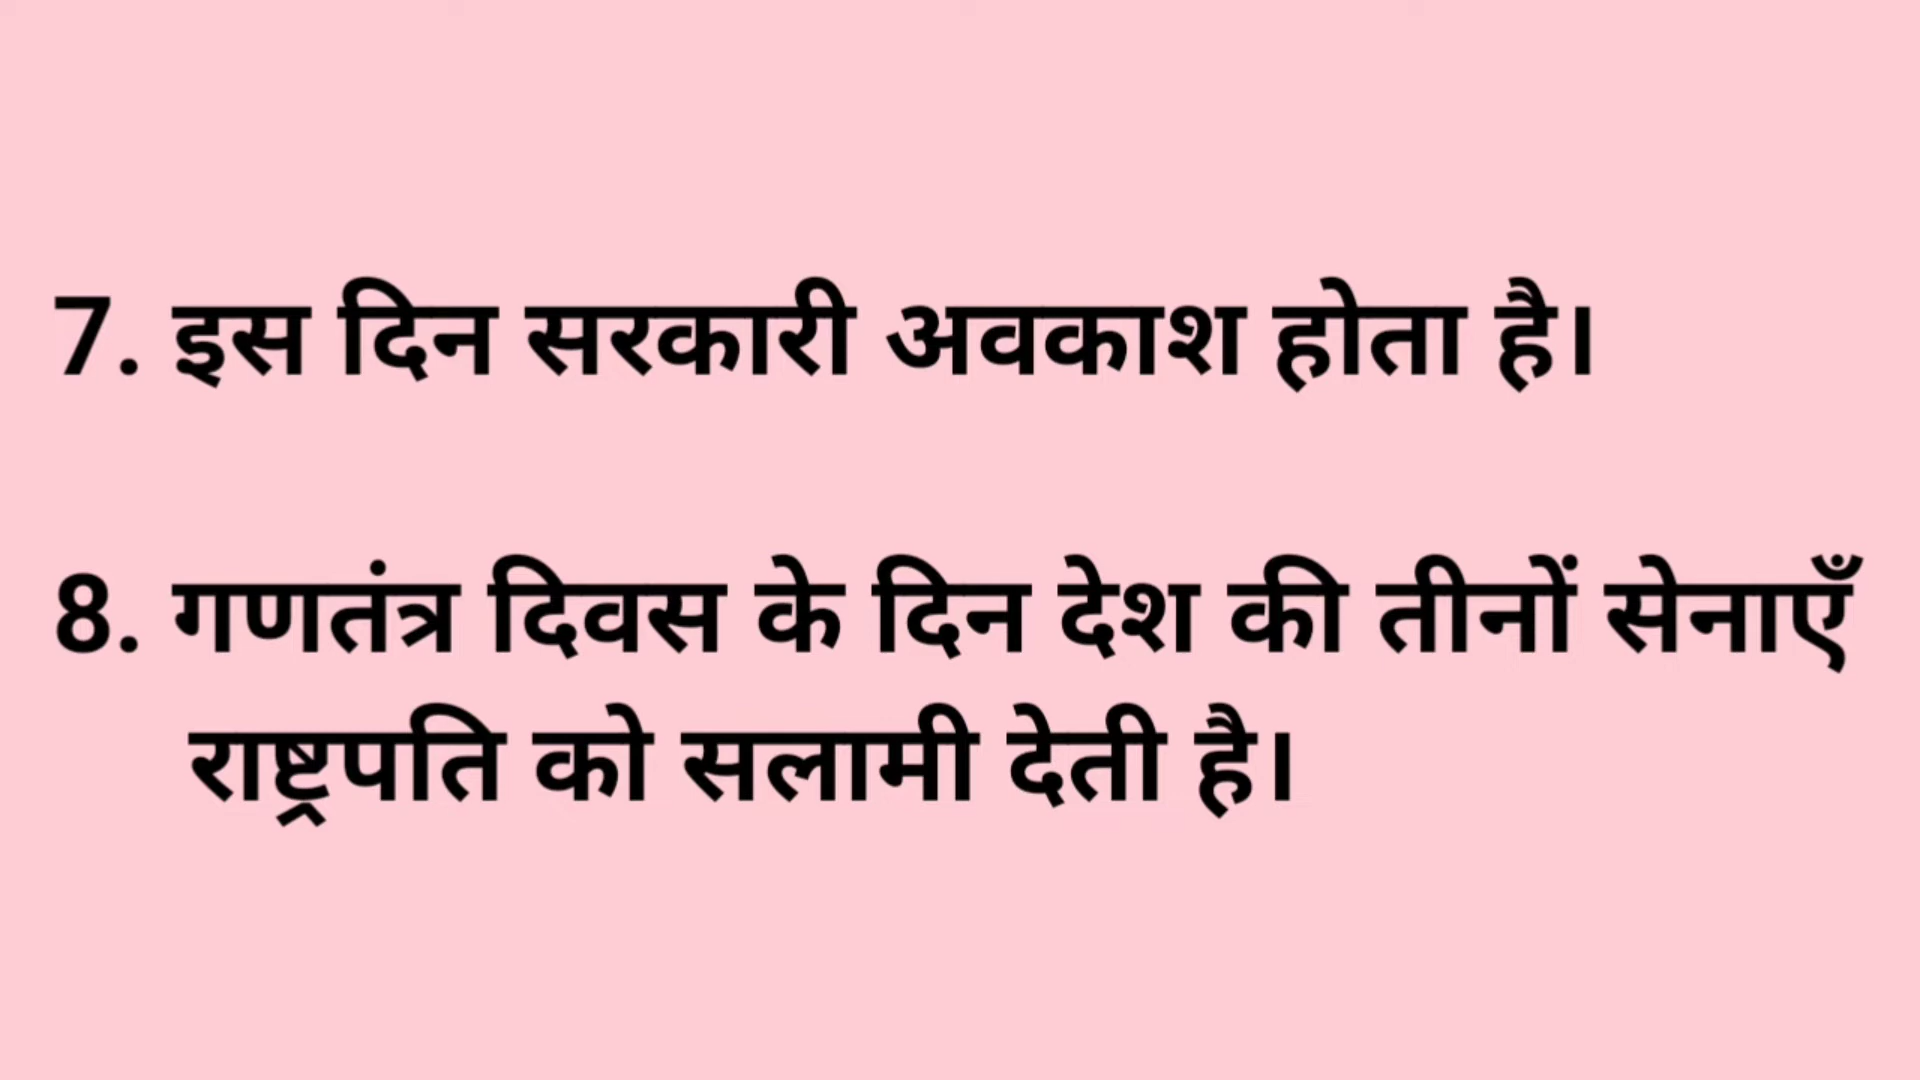 7. इस दिन सरकारी अवकाश होता है।
8. गणतंत्र दिवस के दिन देश की तीनों सेनाएँ
राष्ट्रपति को सलामी देती है।